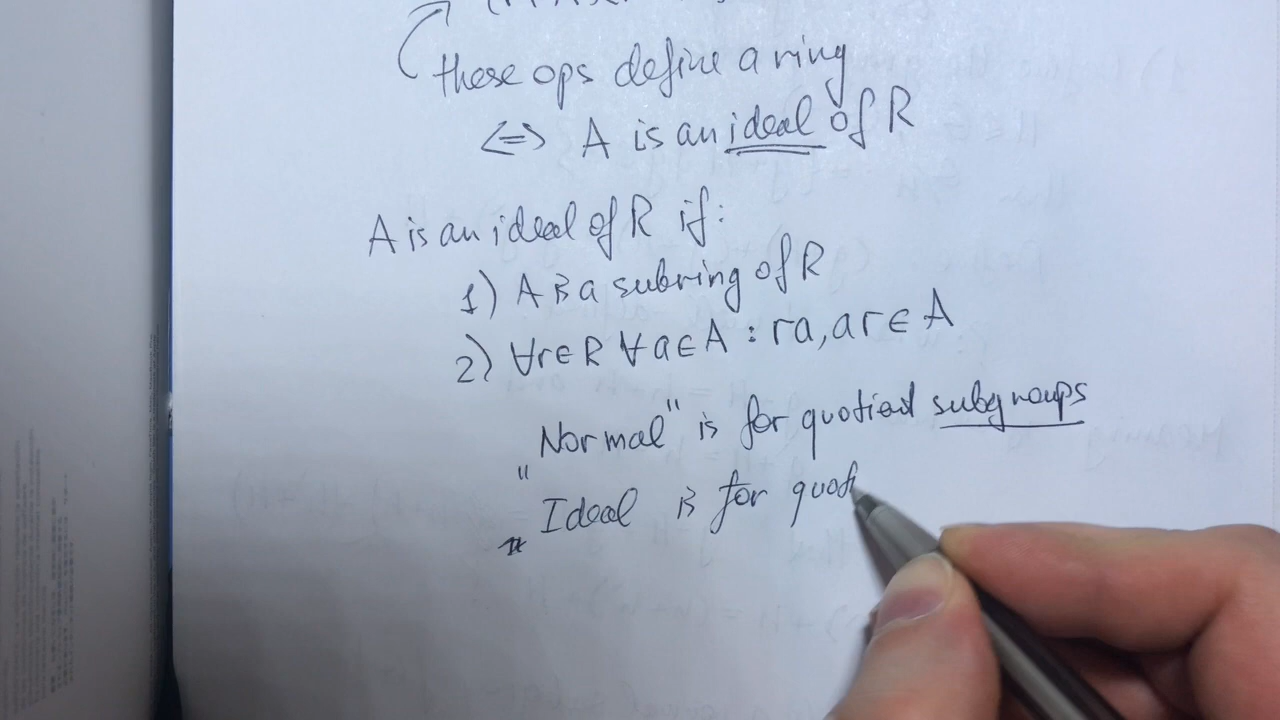 these ops define a ring
⇔ A is an ideal of R
A is an ideal of R if:
1) A is a subring of R
2) ∀r∈R ∀a∈A : ra, ar ∈ A
"Normal" is for quotient subgroups
"Ideal is for quoti